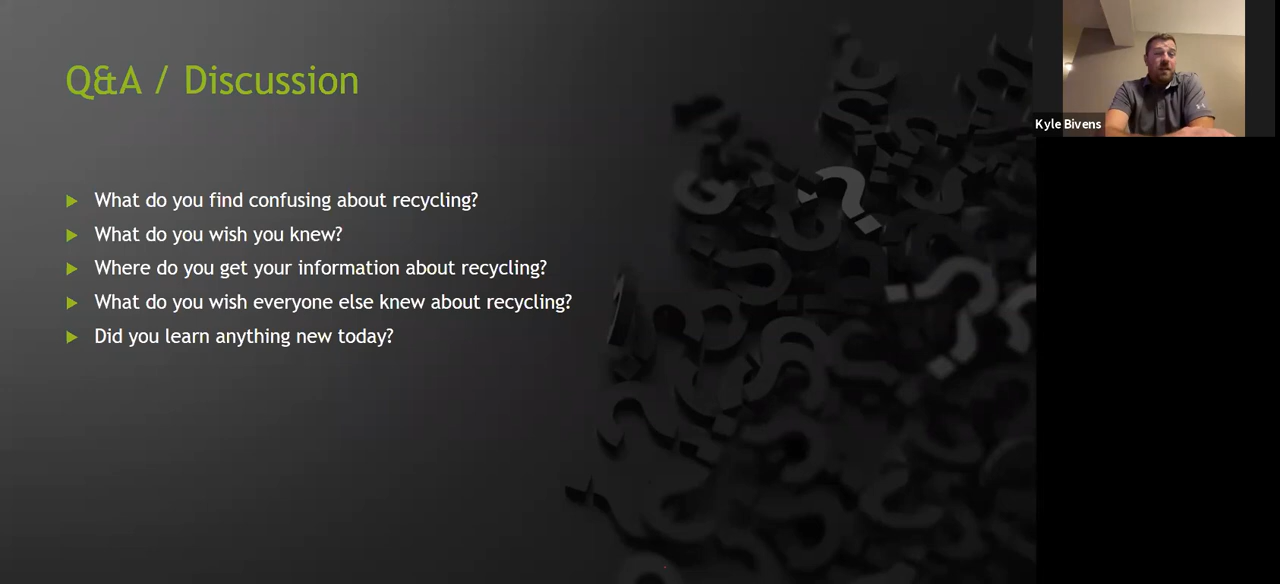 Q&A / Discussion
What do you find confusing about recycling?
What do you wish you knew?
Where do you get your information about recycling?
What do you wish everyone else knew about recycling?
Did you learn anything new today?
Kyle Bivens